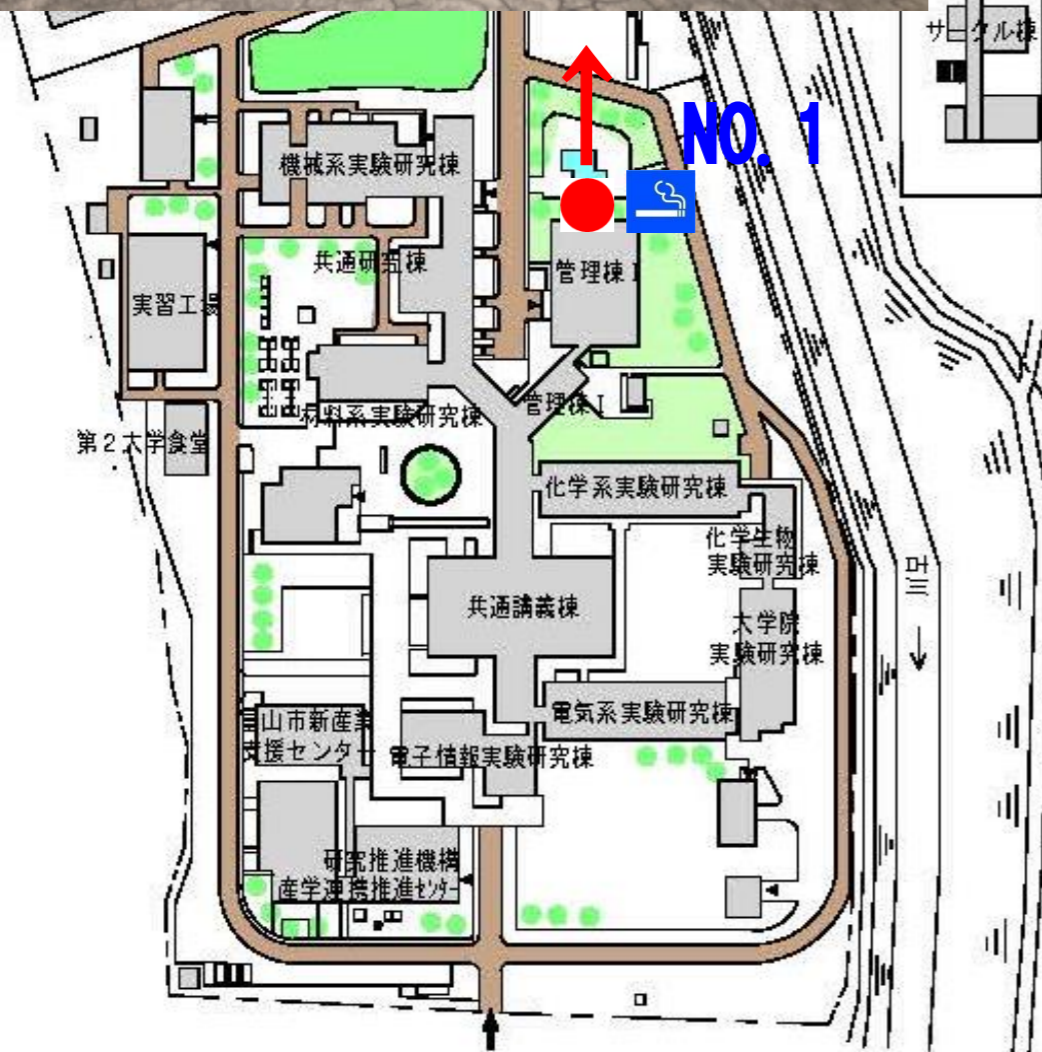 サークル棟
NO. 1
機械系実験研究棟
共通研究棟
管理棟Ⅰ
実習工場
管理棟Ⅰ
材料系実験研究棟
第2大学食堂
化学系実験研究棟
化学生物
実験研究棟
古川
共通講義棟
大学院
実験研究棟
電気系実験研究棟
富山市新産業
支援センター
電子情報実験研究棟
研究推進機構
産学連携推進センター